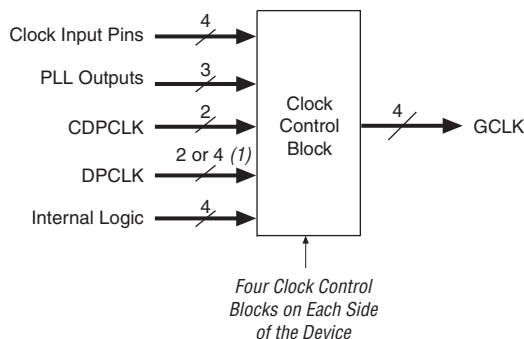 Clock Input Pins
4
PLL Outputs
3
CDPCLK
2
DPCLK
2 or 4 (1)
Internal Logic
4
Clock
Control
Block
4
GCLK
Four Clock Control
Blocks on Each Side
of the Device